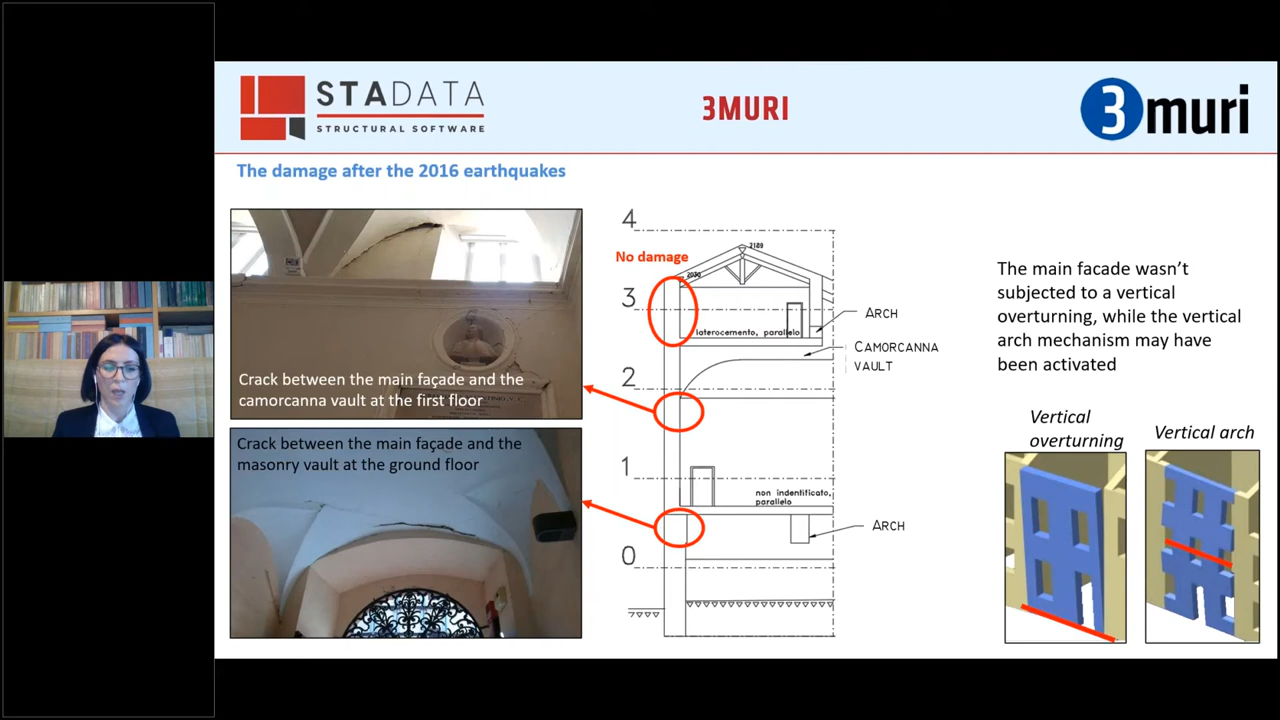 STADATA
STRUCTURAL SOFTWARE
3MURI
3muri
The damage after the 2016 earthquakes
Crack between the main façade and the
camorcanna vault at the first floor
Crack between the main façade and the
masonry vault at the ground floor
4
No damage
3
2
1
0
2189
2030
laterocemento, parallelo
ARCH
CAMORCANNA
VAULT
non indentificato,
parallelo
ARCH
The main facade wasn't
subjected to a vertical
overturning, while the vertical
arch mechanism may have
been activated
Vertical
overturning
Vertical arch